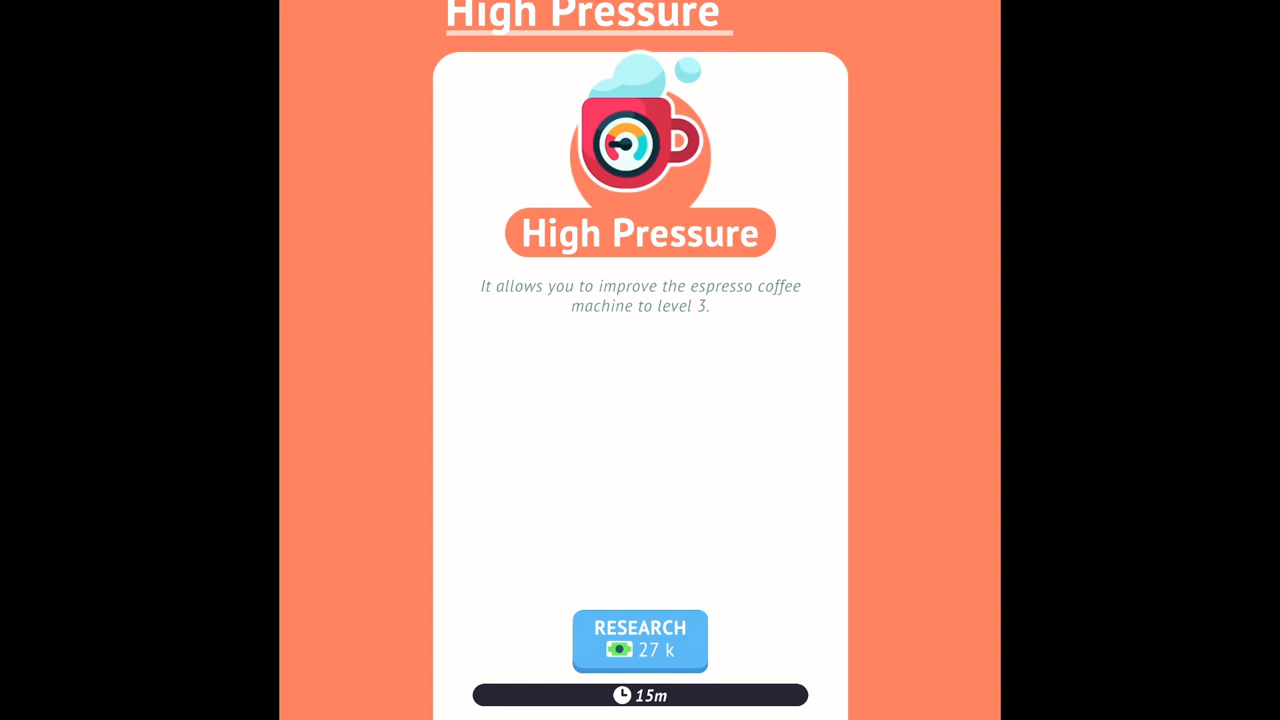 High Pressure
High Pressure
It allows you to improve the espresso coffee
machine to level 3.
RESEARCH
27 k
15m